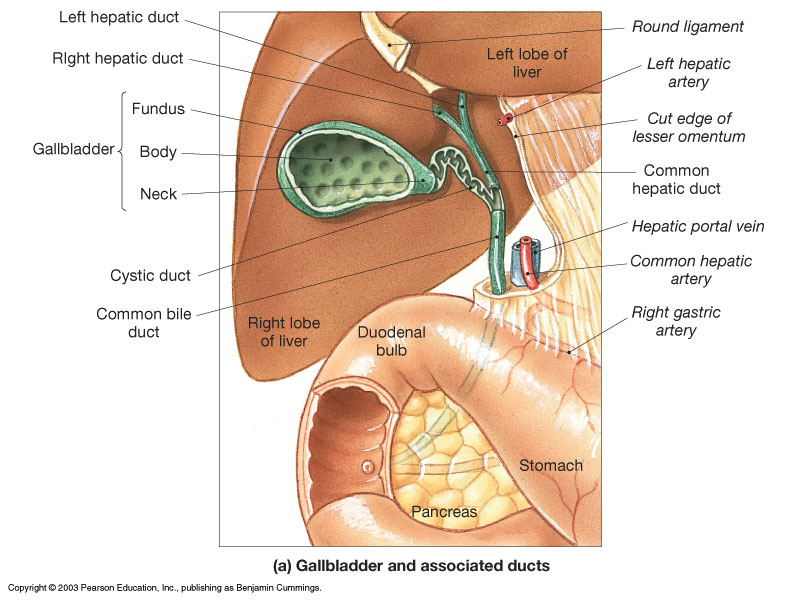 Left hepatic duct
RIght hepatic duct
Fundus
Gallbladder
Body
Neck
Cystic duct
Common bile
duct
Right lobe
of liver
Duodenal
bulb
Left lobe of
liver
Round ligament
Left hepatic
artery
Cut edge of
lesser omentum
Common
hepatic duct
Hepatic portal vein
Common hepatic
artery
Right gastric
artery
Stomach
Pancreas
(a) Gallbladder and associated ducts
Copyright © 2003 Pearson Education, Inc., publishing as Benjamin Cummings.